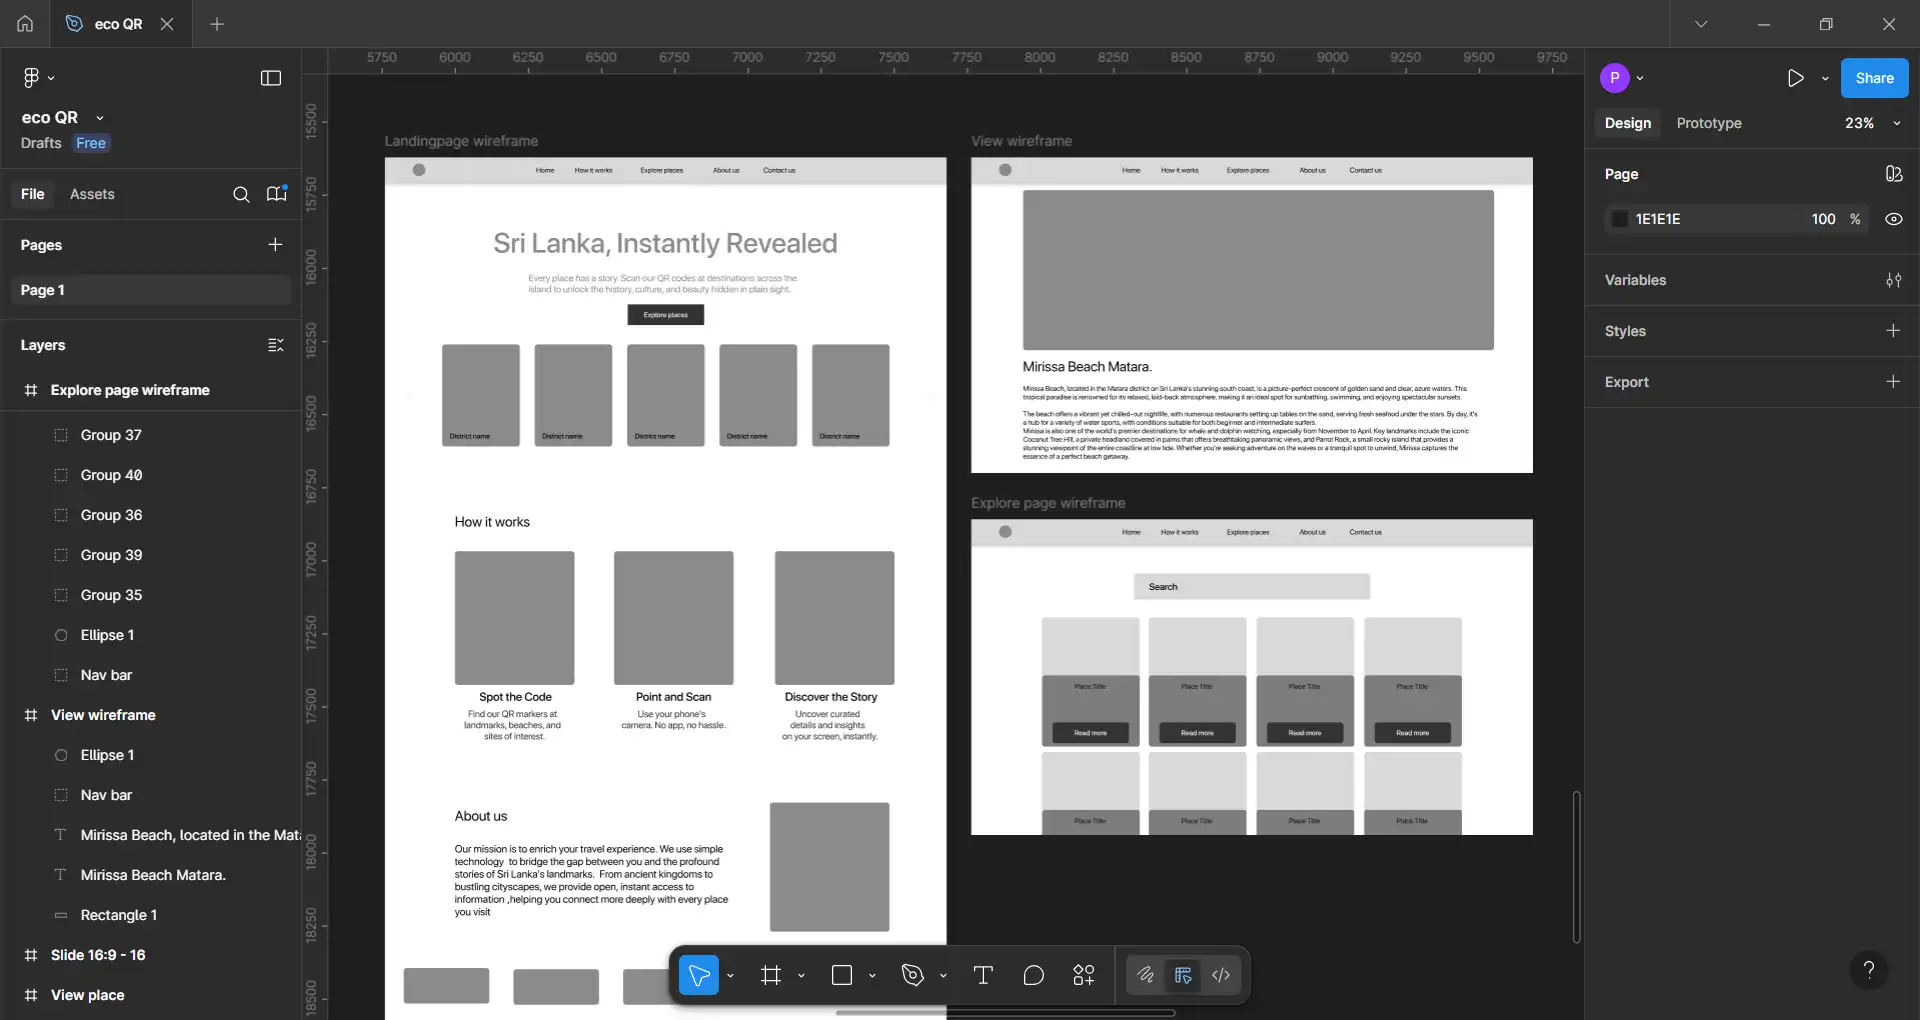 eco QR
5750 6000 6250 6500 6750 7000 7250 7500 7750 8000 8250 8500 8750 9000 9250 9500 9750
P
Share
eco QR
Drafts Free
Design Prototype 23%
File Assets
Page
1E1E1E 100 %
Pages
Page 1
Variables
Styles
Export
Layers
Explore page wireframe
Group 37
Group 40
Group 36
Group 39
Group 35
Ellipse 1
Nav bar
View wireframe
Ellipse 1
Nav bar
Mirissa Beach, located in the Mata
Mirissa Beach Matara.
Rectangle 1
Slide 16:9 - 16
View place
15500
15750
16000
16250
16500
16750
17000
17250
17500
17750
18000
18250
18500
Landingpage wireframe
Home How it works Explore places About us Contact us
Sri Lanka, Instantly Revealed
Every place has a story. Scan our QR codes at destinations across the
island to unlock the history, culture, and beauty hidden in plain sight.
Explore places
District name District name District name District name District name
How it works
Spot the Code
Find our QR markers at
landmarks, beaches, and
sites of interest.
Point and Scan
Use your phone's
camera. No app, no hassle.
Discover the Story
Uncover curated
details and insights
on your screen, instantly.
About us
Our mission is to enrich your travel experience. We use simple
technology to bridge the gap between you and the profound
stories of Sri Lanka's landmarks. From ancient kingdoms to
bustling cityscapes, we provide open, instant access to
information ,helping you connect more deeply with every place
you visit
View wireframe
Home How it works Explore places About us Contact us
Mirissa Beach Matara.
Mirissa Beach, located in the Matara district on Sri Lanka's stunning south coast, is a picture-perfect crescent of golden sand and clear, azure waters. This
tropical paradise is renowned for its relaxed, laid-back atmosphere, making it an ideal spot for sunbathing, swimming, and enjoying spectacular sunsets.
The beach offers a vibrant yet chilled-out nightlife, with numerous restaurants setting up tables on the sand, serving fresh seafood under the stars. By day, it's
a hub for a variety of water sports, with conditions suitable for both beginner and intermediate surfers.
Mirissa is also one of the world's premier destinations for whale and dolphin watching, especially from November to April. Key landmarks include the iconic
Coconut Tree Hill, a private headland covered in palms that offers breathtaking panoramic views, and Parrot Rock, a small rocky island that provides a
stunning viewpoint of the entire coastline at low tide. Whether you're seeking adventure on the waves or a tranquil spot to unwind, Mirissa captures the
essence of a perfect beach getaway.
Explore page wireframe
Home How it works Explore places About us Contact us
Search
Place Title Place Title Place Title Place Title
Read more Read more Read more Read more
Place Title Place Title Place Title Place Title
?